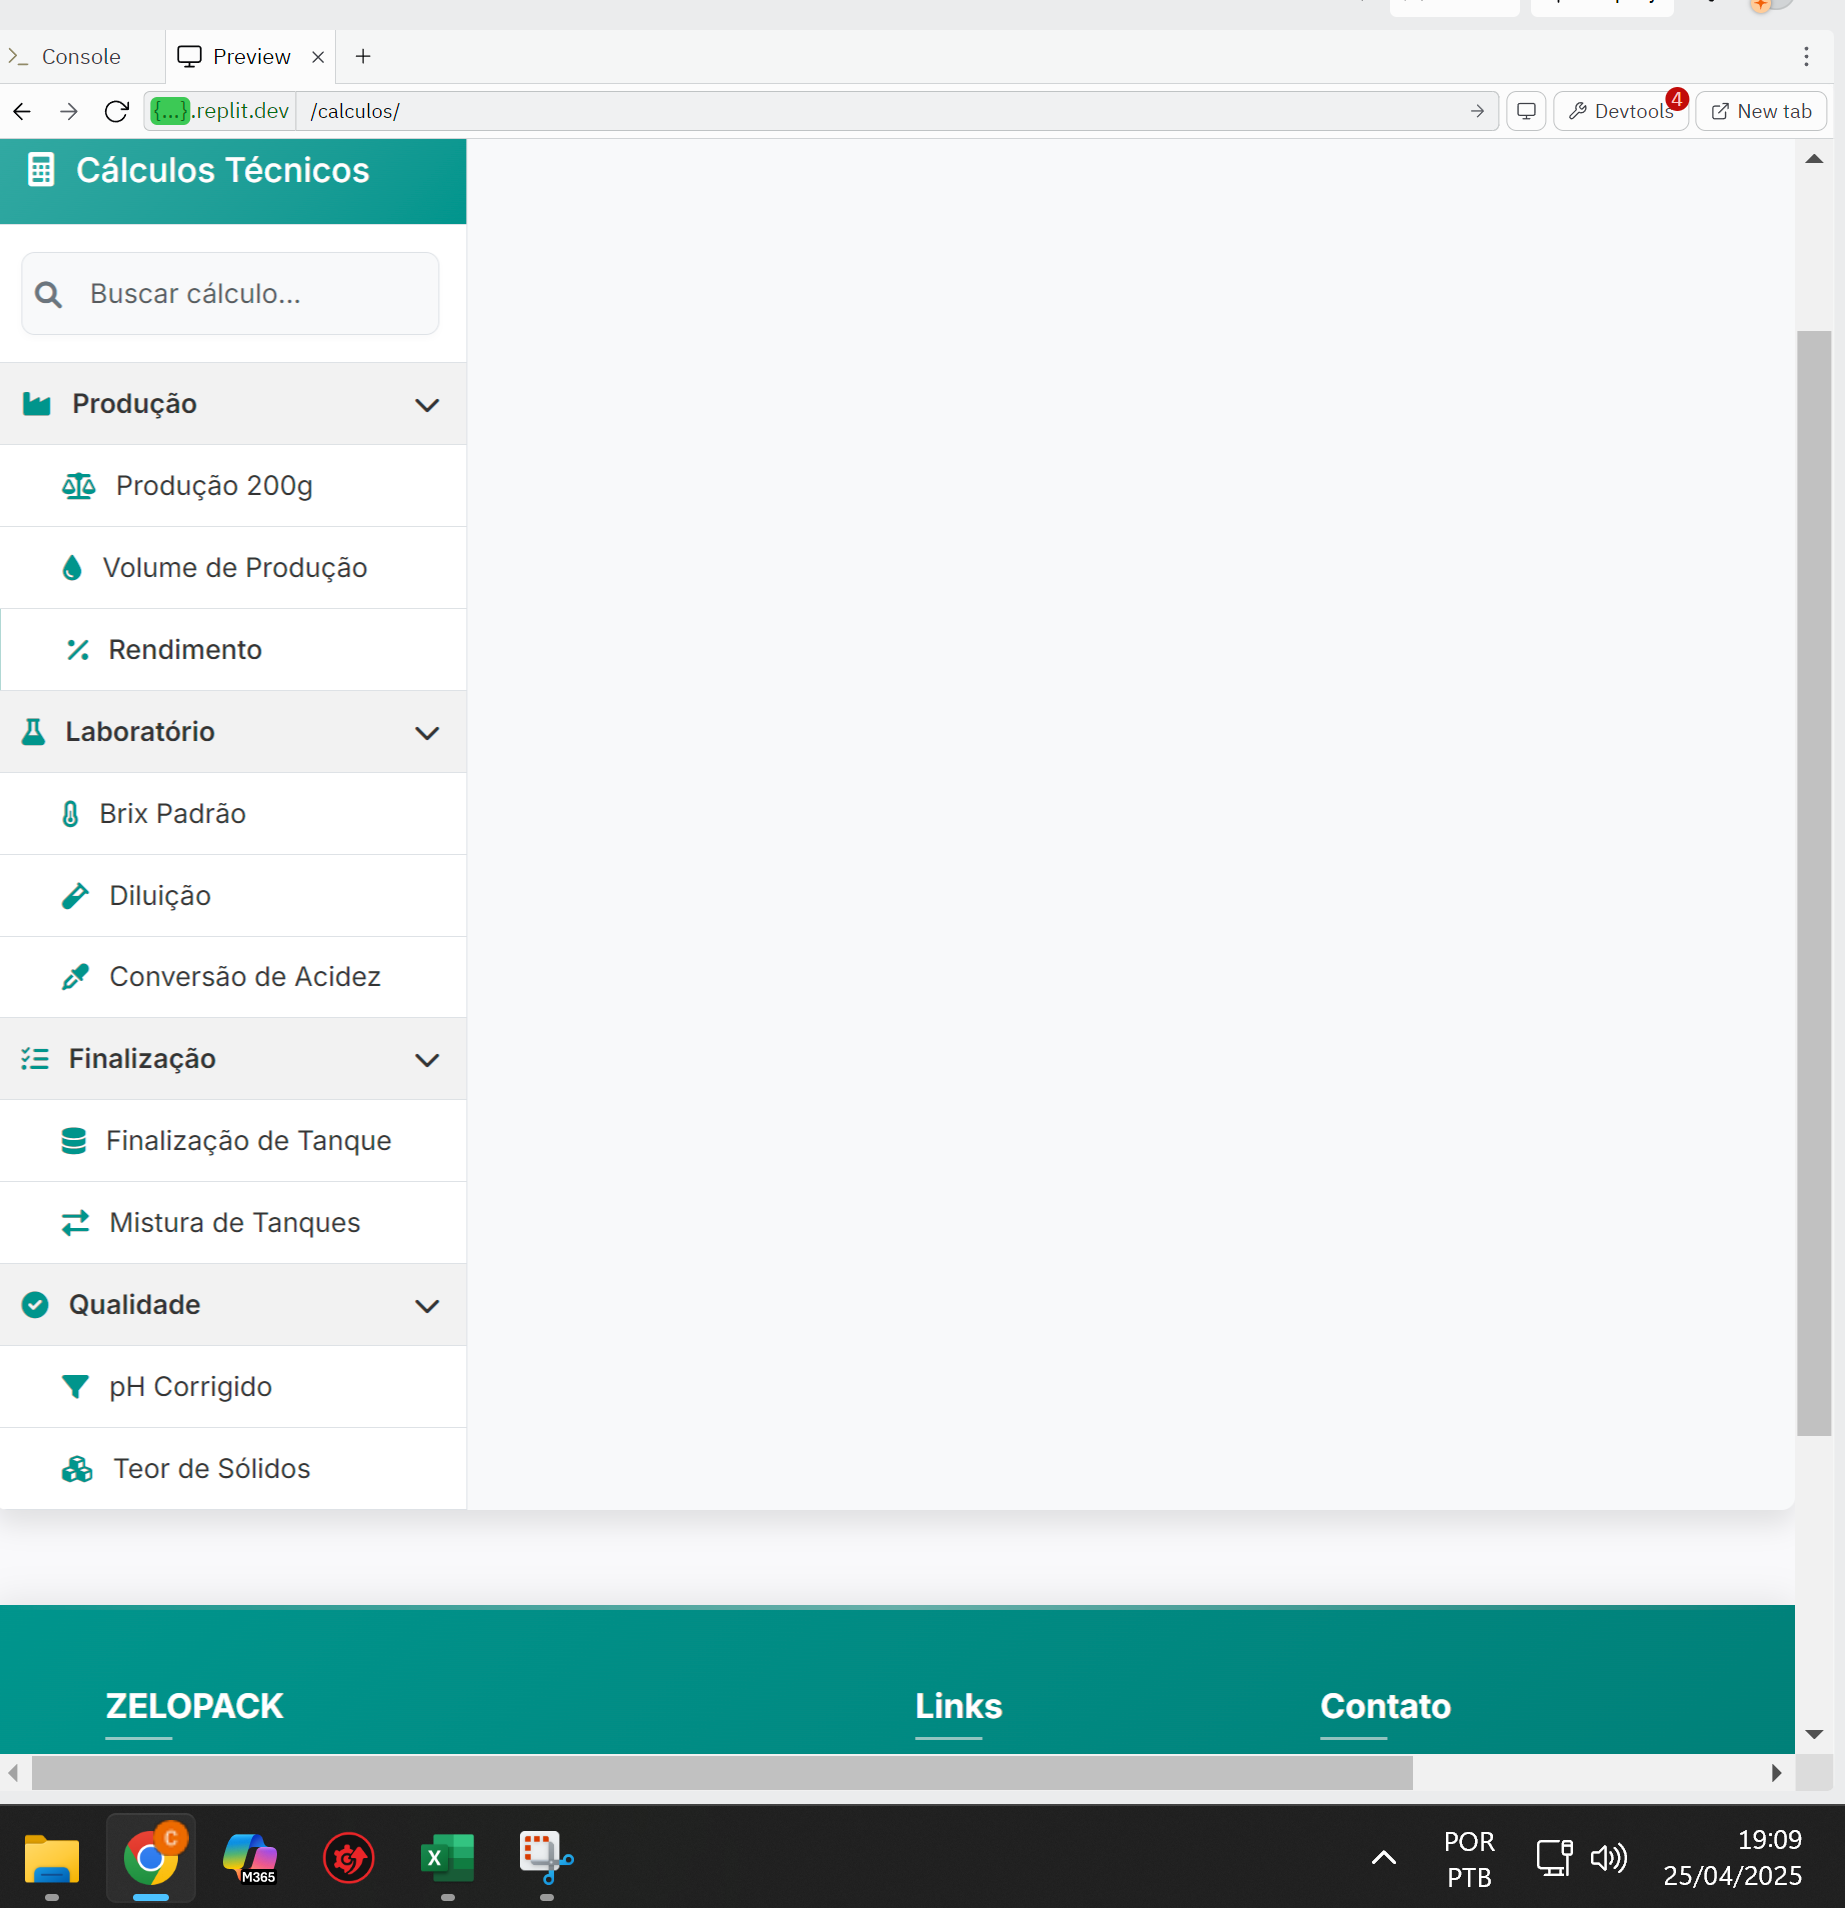 Console
Preview
{...}.replit.dev
/calculos/
Devtools
4
New tab
Cálculos Técnicos
Buscar cálculo...
Produção
Produção 200g
Volume de Produção
Rendimento
Laboratório
Brix Padrão
Diluição
Conversão de Acidez
Finalização
Finalização de Tanque
Mistura de Tanques
Qualidade
pH Corrigido
Teor de Sólidos
ZELOPACK
Links
Contato
C
M365
X
POR
PTB
19:09
25/04/2025